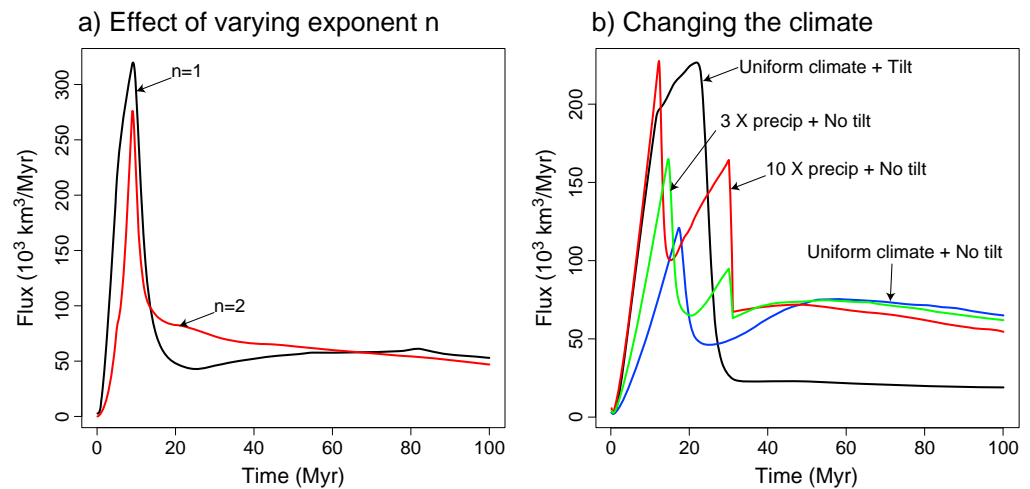 a) Effect of varying exponent n
n=1
n=2
Flux (10³ km³/Myr)
0
50
100
150
200
250
300
0
20
40
60
80
100
Time (Myr)
b) Changing the climate
Uniform climate + Tilt
3 X precip + No tilt
10 X precip + No tilt
Uniform climate + No tilt
Flux (10³ km³/Myr)
0
50
100
150
200
0
20
40
60
80
100
Time (Myr)